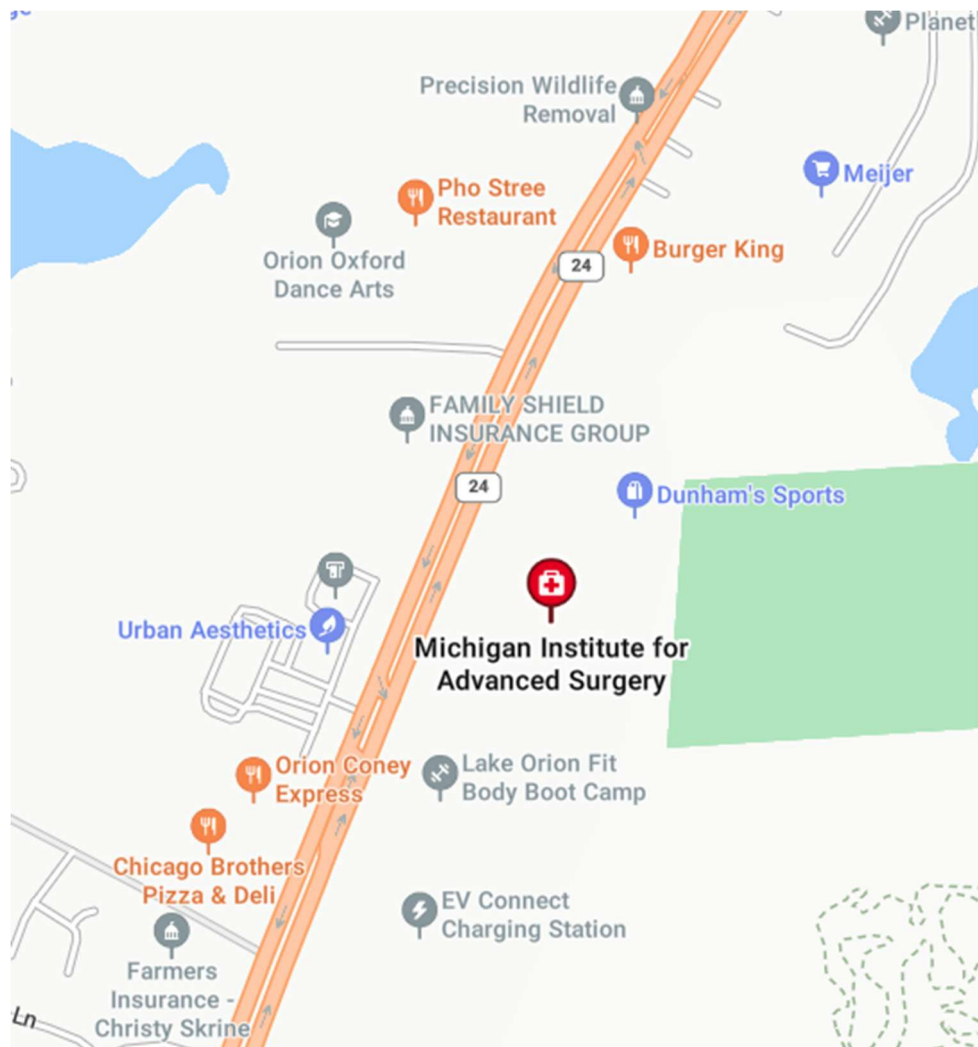 Planet
Precision Wildlife
Removal
Meijer
Pho Stree
Restaurant
Burger King
24
Orion Oxford
Dance Arts
FAMILY SHIELD
INSURANCE GROUP
24
Dunham's Sports
Urban Aesthetics
Michigan Institute for
Advanced Surgery
Orion Coney
Express
Lake Orion Fit
Body Boot Camp
Chicago Brothers
Pizza & Deli
EV Connect
Charging Station
Farmers
Insurance -
Christy Skrine
Ln